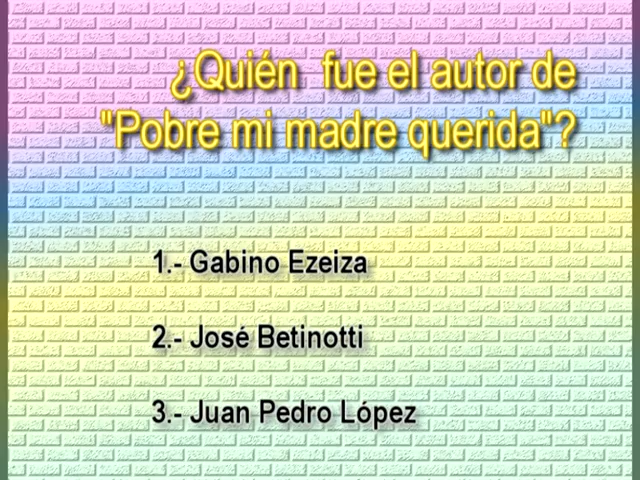 ¿Quién fue el autor de
"Pobre mi madre querida"?
1.- Gabino Ezeiza
2.- José Betinotti
3.- Juan Pedro López